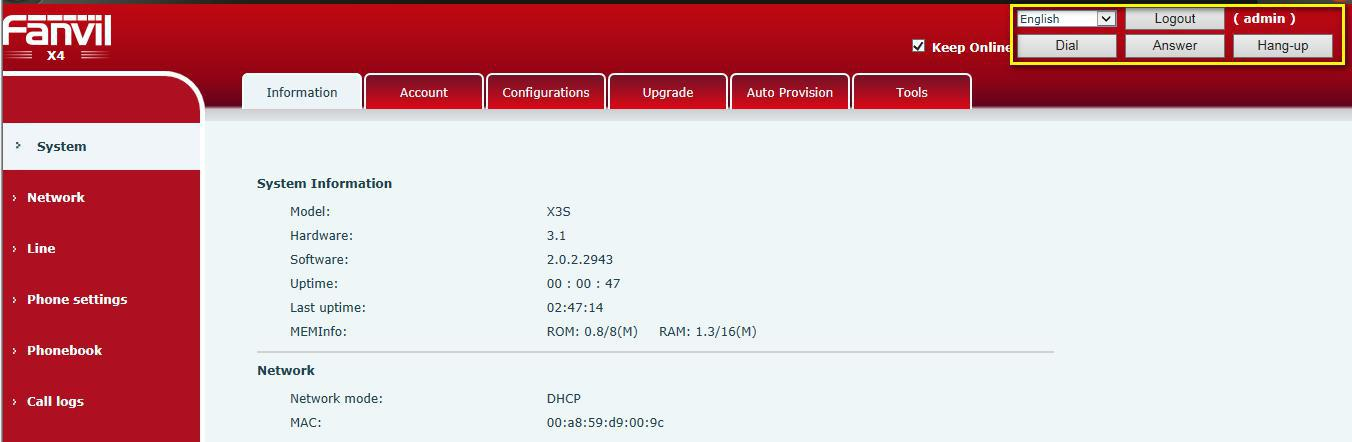 Fanvil
X4
English Logout ( admin )
Keep Online Dial Answer Hang-up
Information Account Configurations Upgrade Auto Provision Tools
System
Network
Line
Phone settings
Phonebook
Call logs
System Information
Model: X3S
Hardware: 3.1
Software: 2.0.2.2943
Uptime: 00 : 00 : 47
Last uptime: 02:47:14
MEMInfo: ROM: 0.8/8(M) RAM: 1.3/16(M)
Network
Network mode: DHCP
MAC: 00:a8:59:d9:00:9c